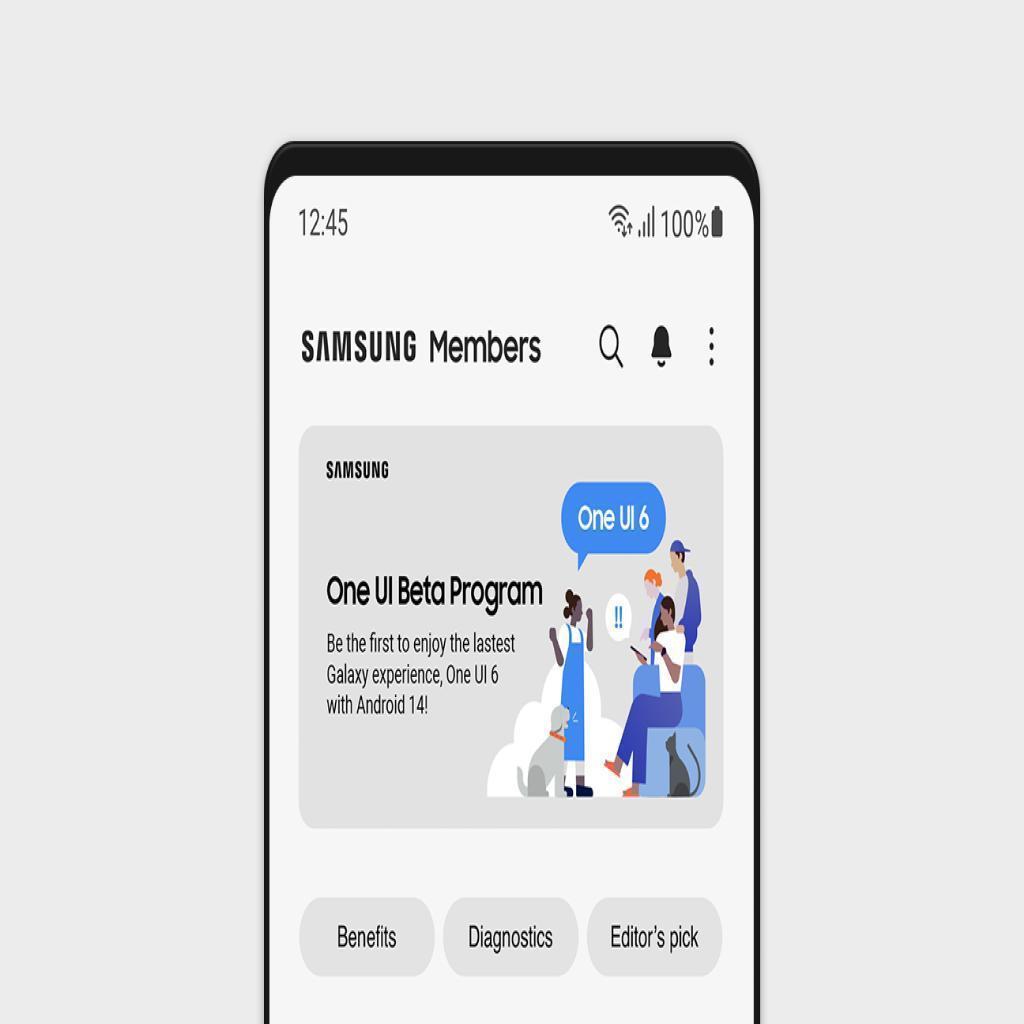 12:45 100%
SAMSUNG Members
SAMSUNG
One UI 6
One UI Beta Program
!!
Be the first to enjoy the lastest
Galaxy experience, One UI 6
with Android 14!
Benefits Diagnostics Editor's pick